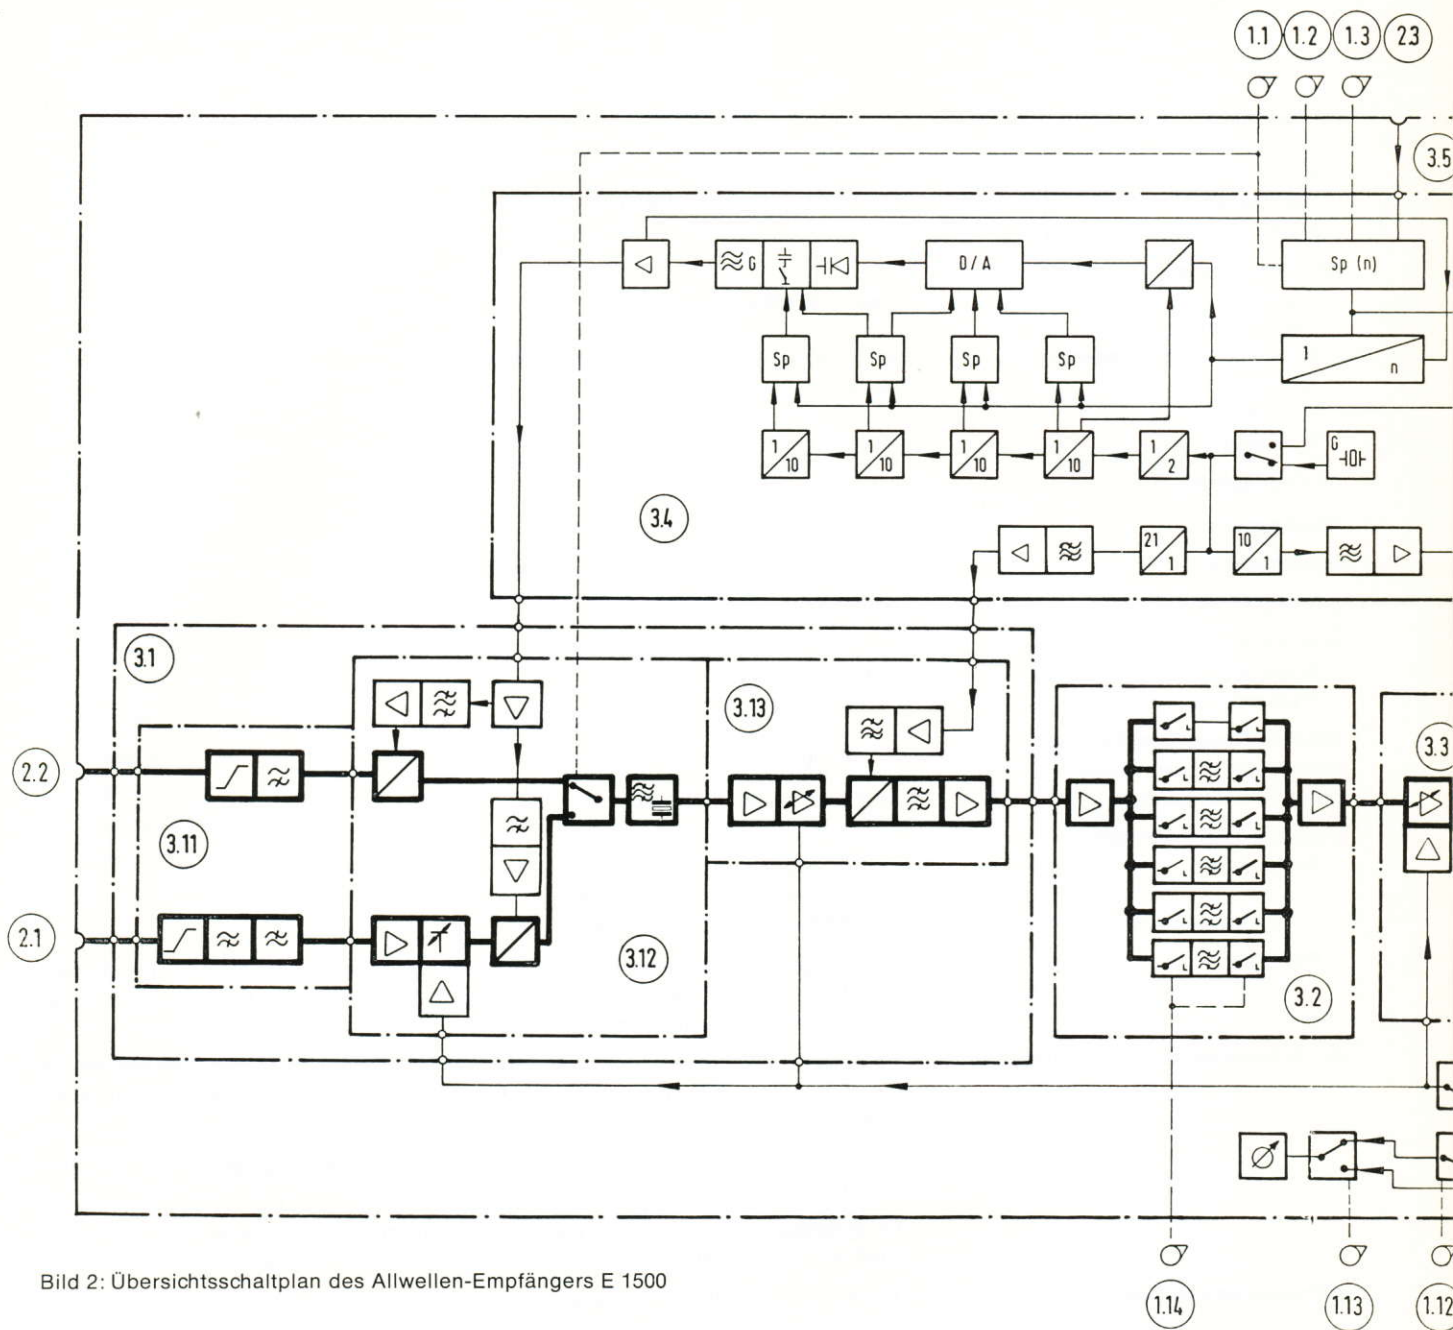 1.1 1.2 1.3 2.3
3.5
G D/A Sp (n)
Sp Sp Sp Sp 1 n
1 10 1 10 1 10 1 10 1 2 G
3.4
21 1 10 1
3.1
3.13
2.2 3.3
3.11
2.1
3.12
3.2
L L
L L
L L
L L
L L
Bild 2: Übersichtsschaltplan des Allwellen-Empfängers E 1500
1.14 1.13 1.12